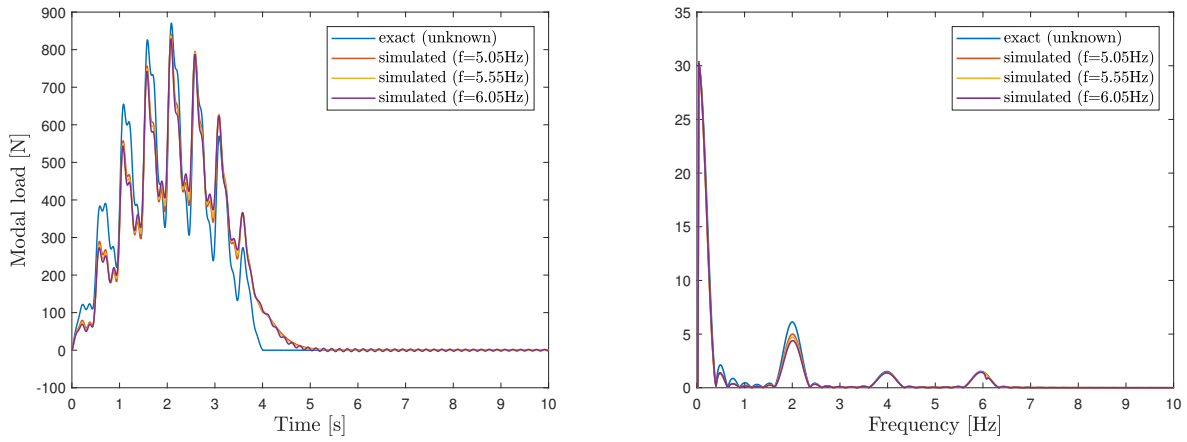 900
800
700
600
500
400
300
200
100
0
-100
Modal load [N]
exact (unknown)
simulated (f=5.05Hz)
simulated (f=5.55Hz)
simulated (f=6.05Hz)
0 1 2 3 4 5 6 7 8 9 10
Time [s]
35
30
25
20
15
10
5
0
exact (unknown)
simulated (f=5.05Hz)
simulated (f=5.55Hz)
simulated (f=6.05Hz)
0 1 2 3 4 5 6 7 8 9 10
Frequency [Hz]